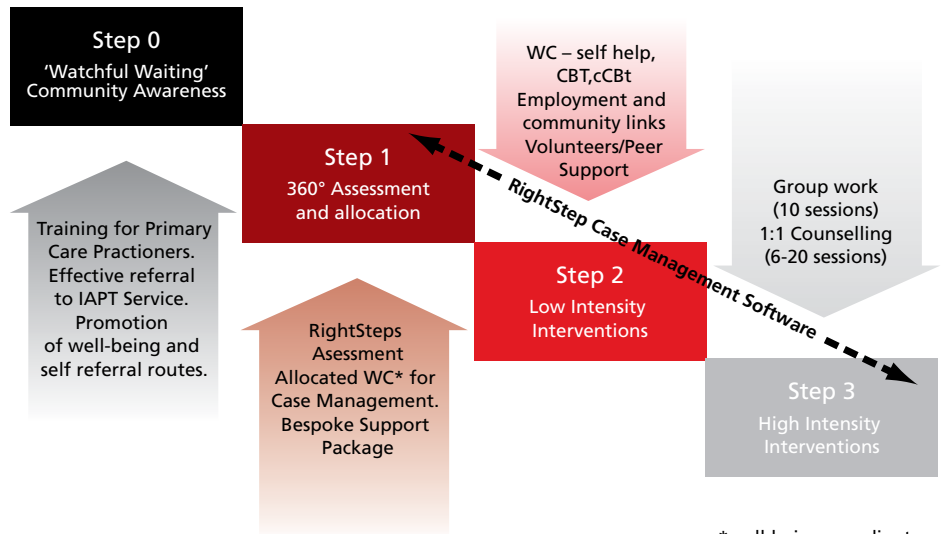 Step 0
'Watchful Waiting'
Community Awareness
Training for Primary
Care Practioners.
Effective referral
to IAPT Service.
Promotion
of well-being and
self referral routes.
Step 1
360° Assessment
and allocation
RightSteps
Asessment
Allocated WC* for
Case Management.
Bespoke Support
Package
WC – self help,
CBT,cCBt
Employment and
community links
Volunteers/Peer
Support
RightStep Case Management Software
Step 2
Low Intensity
Interventions
Group work
(10 sessions)
1:1 Counselling
(6-20 sessions)
Step 3
High Intensity
Interventions